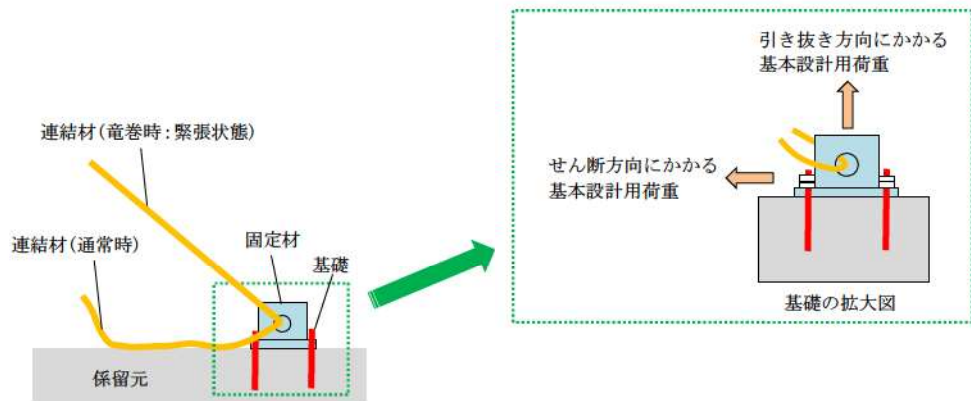 引き抜き方向にかかる
基本設計用荷重
連結材(竜巻時:緊張状態)
せん断方向にかかる
基本設計用荷重
連結材(通常時)
固定材
基礎
基礎の拡大図
係留元